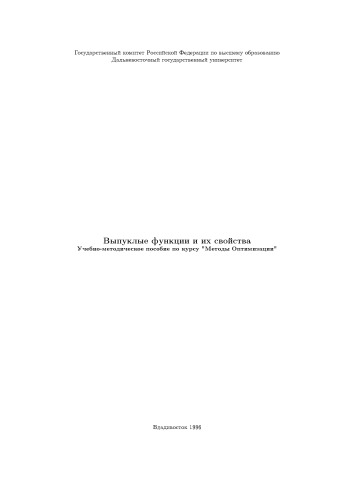 Государственный комитет Российской Федерации по высшему образованию
Дальневосточный государственный университет
Выпуклые функции и их свойства
Учебно-методическое пособие по курсу "Методы Оптимизации"
Владивосток 1996